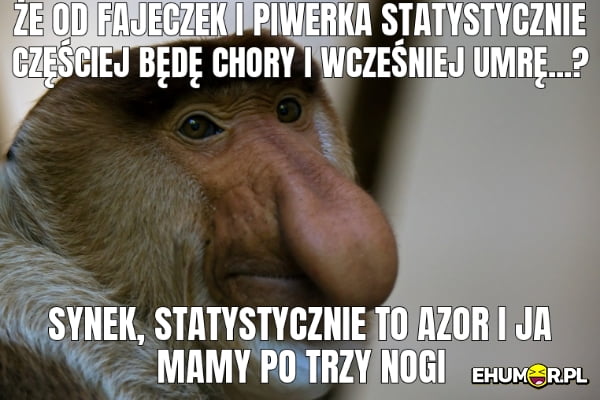 ŻE OD FAJECZEK I PIWERKA STATYSTYCZNIE
CZĘŚCIEJ BĘDĘ CHORY I WCZEŚNIEJ UMRĘ...?
SYNEK, STATYSTYCZNIE TO AZOR I JA
MAMY PO TRZY NOGI
EHUMOR.PL